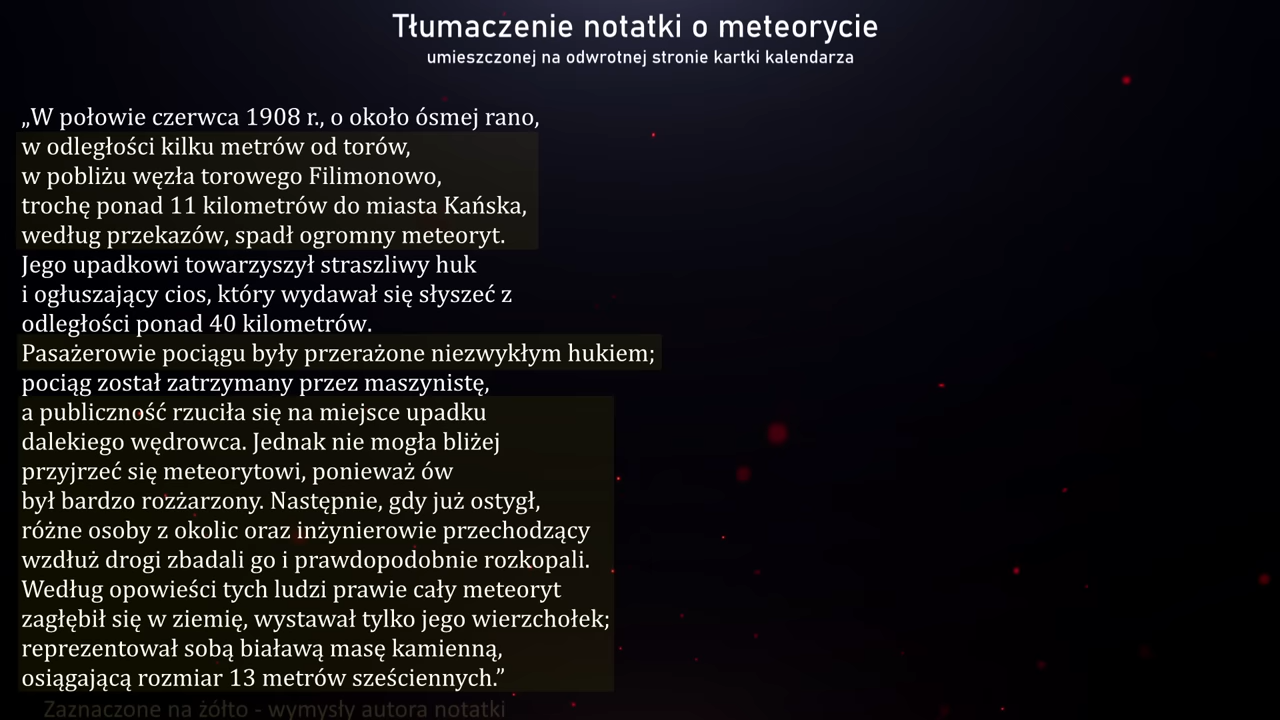 Tłumaczenie notatki o meteorycie
umieszczonej na odwrotnej stronie kartki kalendarza
„W połowie czerwca 1908 r., o około ósmej rano,
w odległości kilku metrów od torów,
w pobliżu węzła torowego Filimonowo,
trochę ponad 11 kilometrów do miasta Kańska,
według przekazów, spadł ogromny meteoryt.
Jego upadkowi towarzyszył straszliwy huk
i ogłuszający cios, który wydawał się słyszeć z
odległości ponad 40 kilometrów.
Pasażerowie pociągu były przerażone niezwykłym hukiem;
pociąg został zatrzymany przez maszynistę,
a publiczność rzuciła się na miejsce upadku
dalekiego wędrowca. Jednak nie mogła bliżej
przyjrzeć się meteorytowi, ponieważ ów
był bardzo rozżarzony. Następnie, gdy już ostygł,
różne osoby z okolic oraz inżynierowie przechodzący
wzdłuż drogi zbadali go i prawdopodobnie rozkopali.
Według opowieści tych ludzi prawie cały meteoryt
zagłębił się w ziemię, wystawał tylko jego wierzchołek;
reprezentował sobą białawą masę kamienną,
osiągającą rozmiar 13 metrów sześciennych.”
Zaznaczone na żółto - wymysły autora notatki